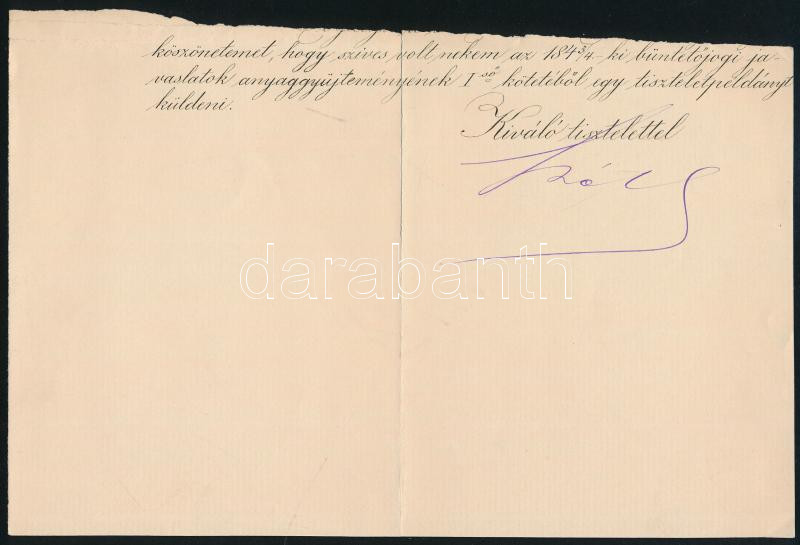 köszönetemet, hogy szives volt nekem az 1843/4-ki büntetőjogi ja-
vaslatok anyaggyüjteményének I ső kötetéből egy tiszteletpéldányt
küldeni.
Kiváló tisztelettel
darabanth